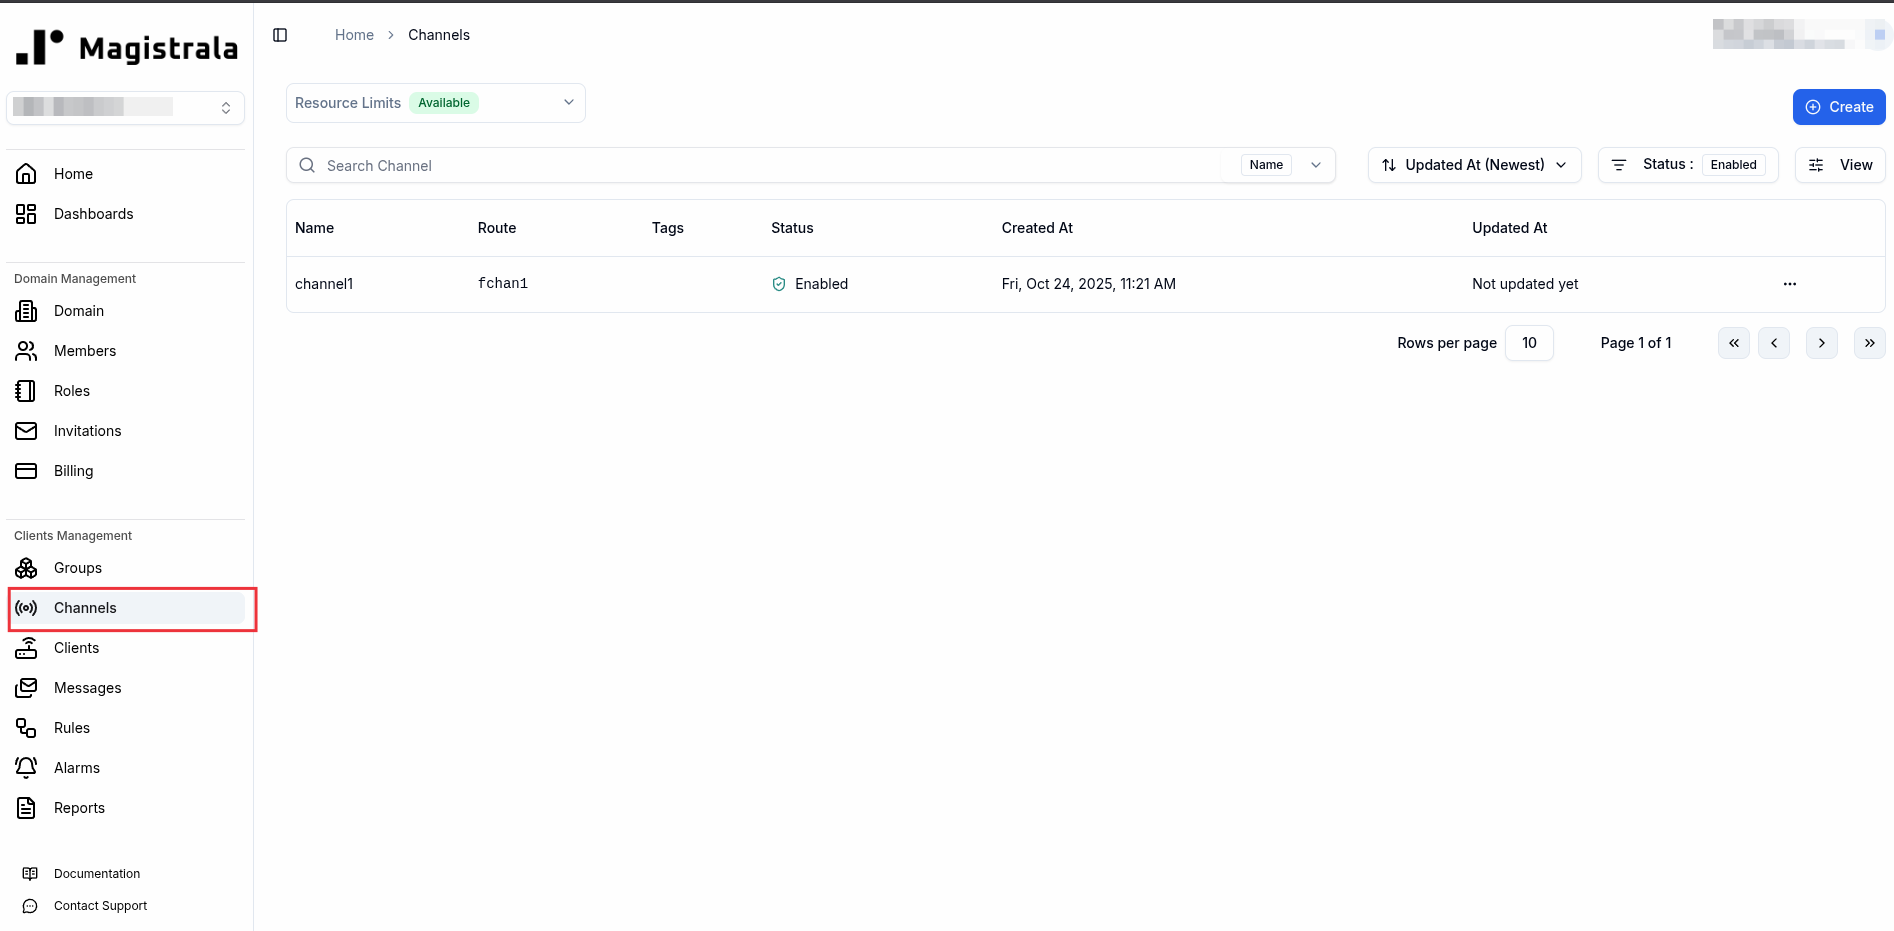 Magistrala
Home
Dashboards
Domain Management
Domain
Members
Roles
Invitations
Billing
Clients Management
Groups
Channels
Clients
Messages
Rules
Alarms
Reports
Documentation
Contact Support
Home > Channels
Resource Limits Available
Create
Search Channel Name Updated At (Newest) Status : Enabled View
Name Route Tags Status Created At Updated At
channel1 fchan1 Enabled Fri, Oct 24, 2025, 11:21 AM Not updated yet
Rows per page 10 Page 1 of 1